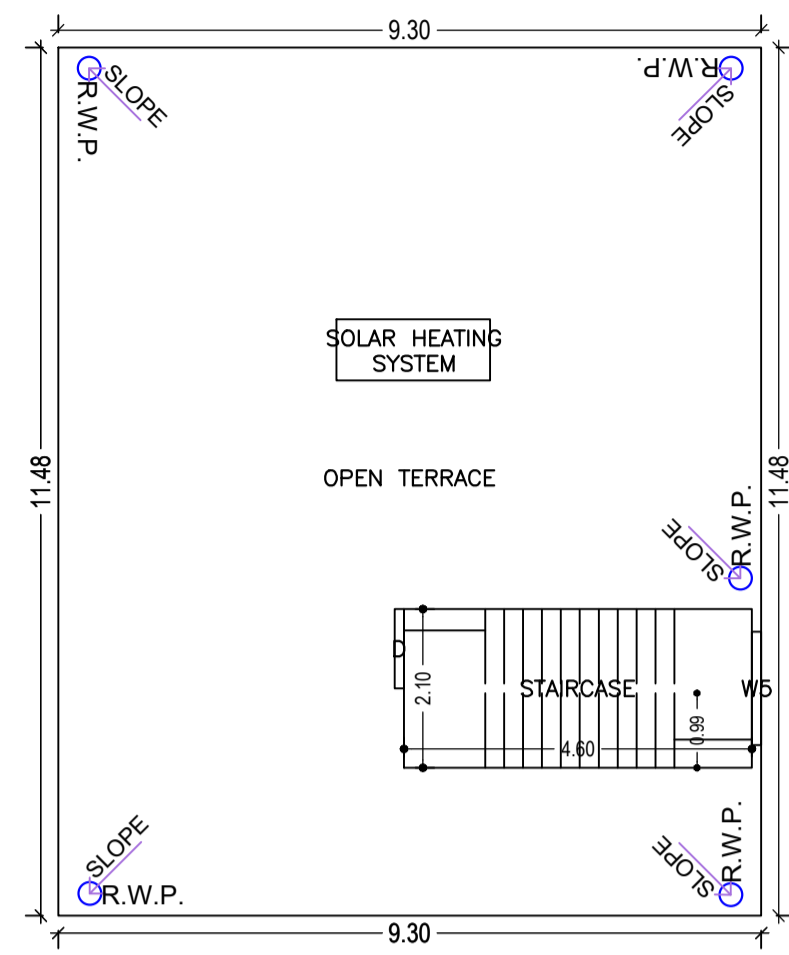 9.30
SLOPE
R.W.P.
R.W.P.
SLOPE
SOLAR HEATING
SYSTEM
11.48
11.48
OPEN TERRACE
R.W.P.
SLOPE
D
2.10
STAIRCASE
W5
0.99
4.60
SLOPE
R.W.P.
R.W.P.
SLOPE
9.30